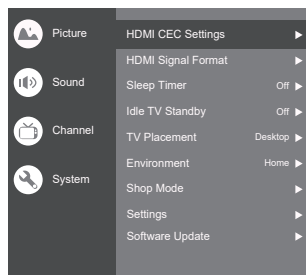 Picture
Sound
Channel
System
HDMI CEC Settings
HDMI Signal Format
Sleep Timer Off
Idle TV Standby Off
TV Placement Desktop
Environment Home
Shop Mode
Settings
Software Update